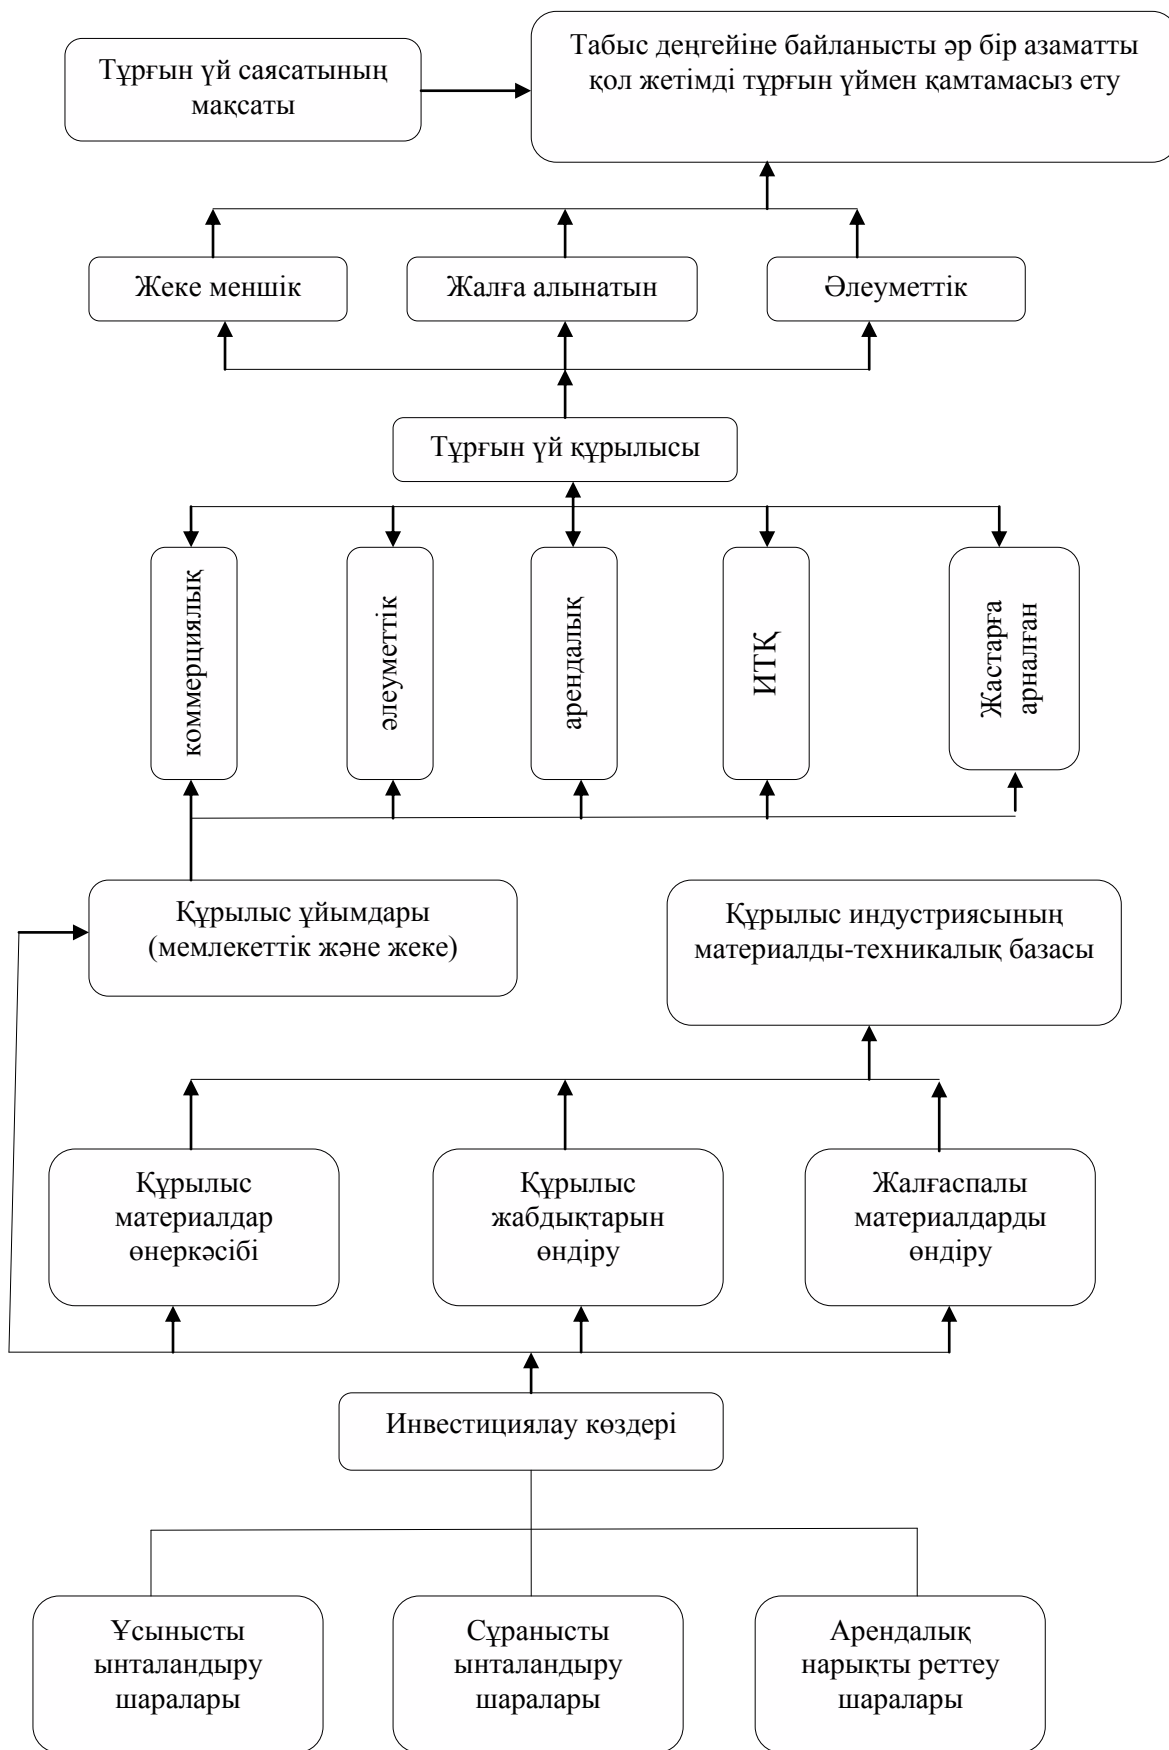 Тұрғын үй саясатының
мақсаты
Табыс деңгейіне байланысты әр бір азаматты
қол жетімді тұрғын үймен қамтамасыз ету
Жеке меншік
Жалға алынатын
Әлеуметтік
Тұрғын үй құрылысы
коммерциялық
әлеуметтік
арендалық
ИТҚ
Жастарға
арналған
Құрылыс ұйымдары
(мемлекеттік және жеке)
Құрылыс индустриясының
материалды-техникалық базасы
Құрылыс
материалдар
өнеркәсібі
Құрылыс
жабдықтарын
өндіру
Жалғаспалы
материалдарды
өндіру
Инвестициялау көздері
Ұсынысты
ынталандыру
шаралары
Сұранысты
ынталандыру
шаралары
Арендалық
нарықты реттеу
шаралары